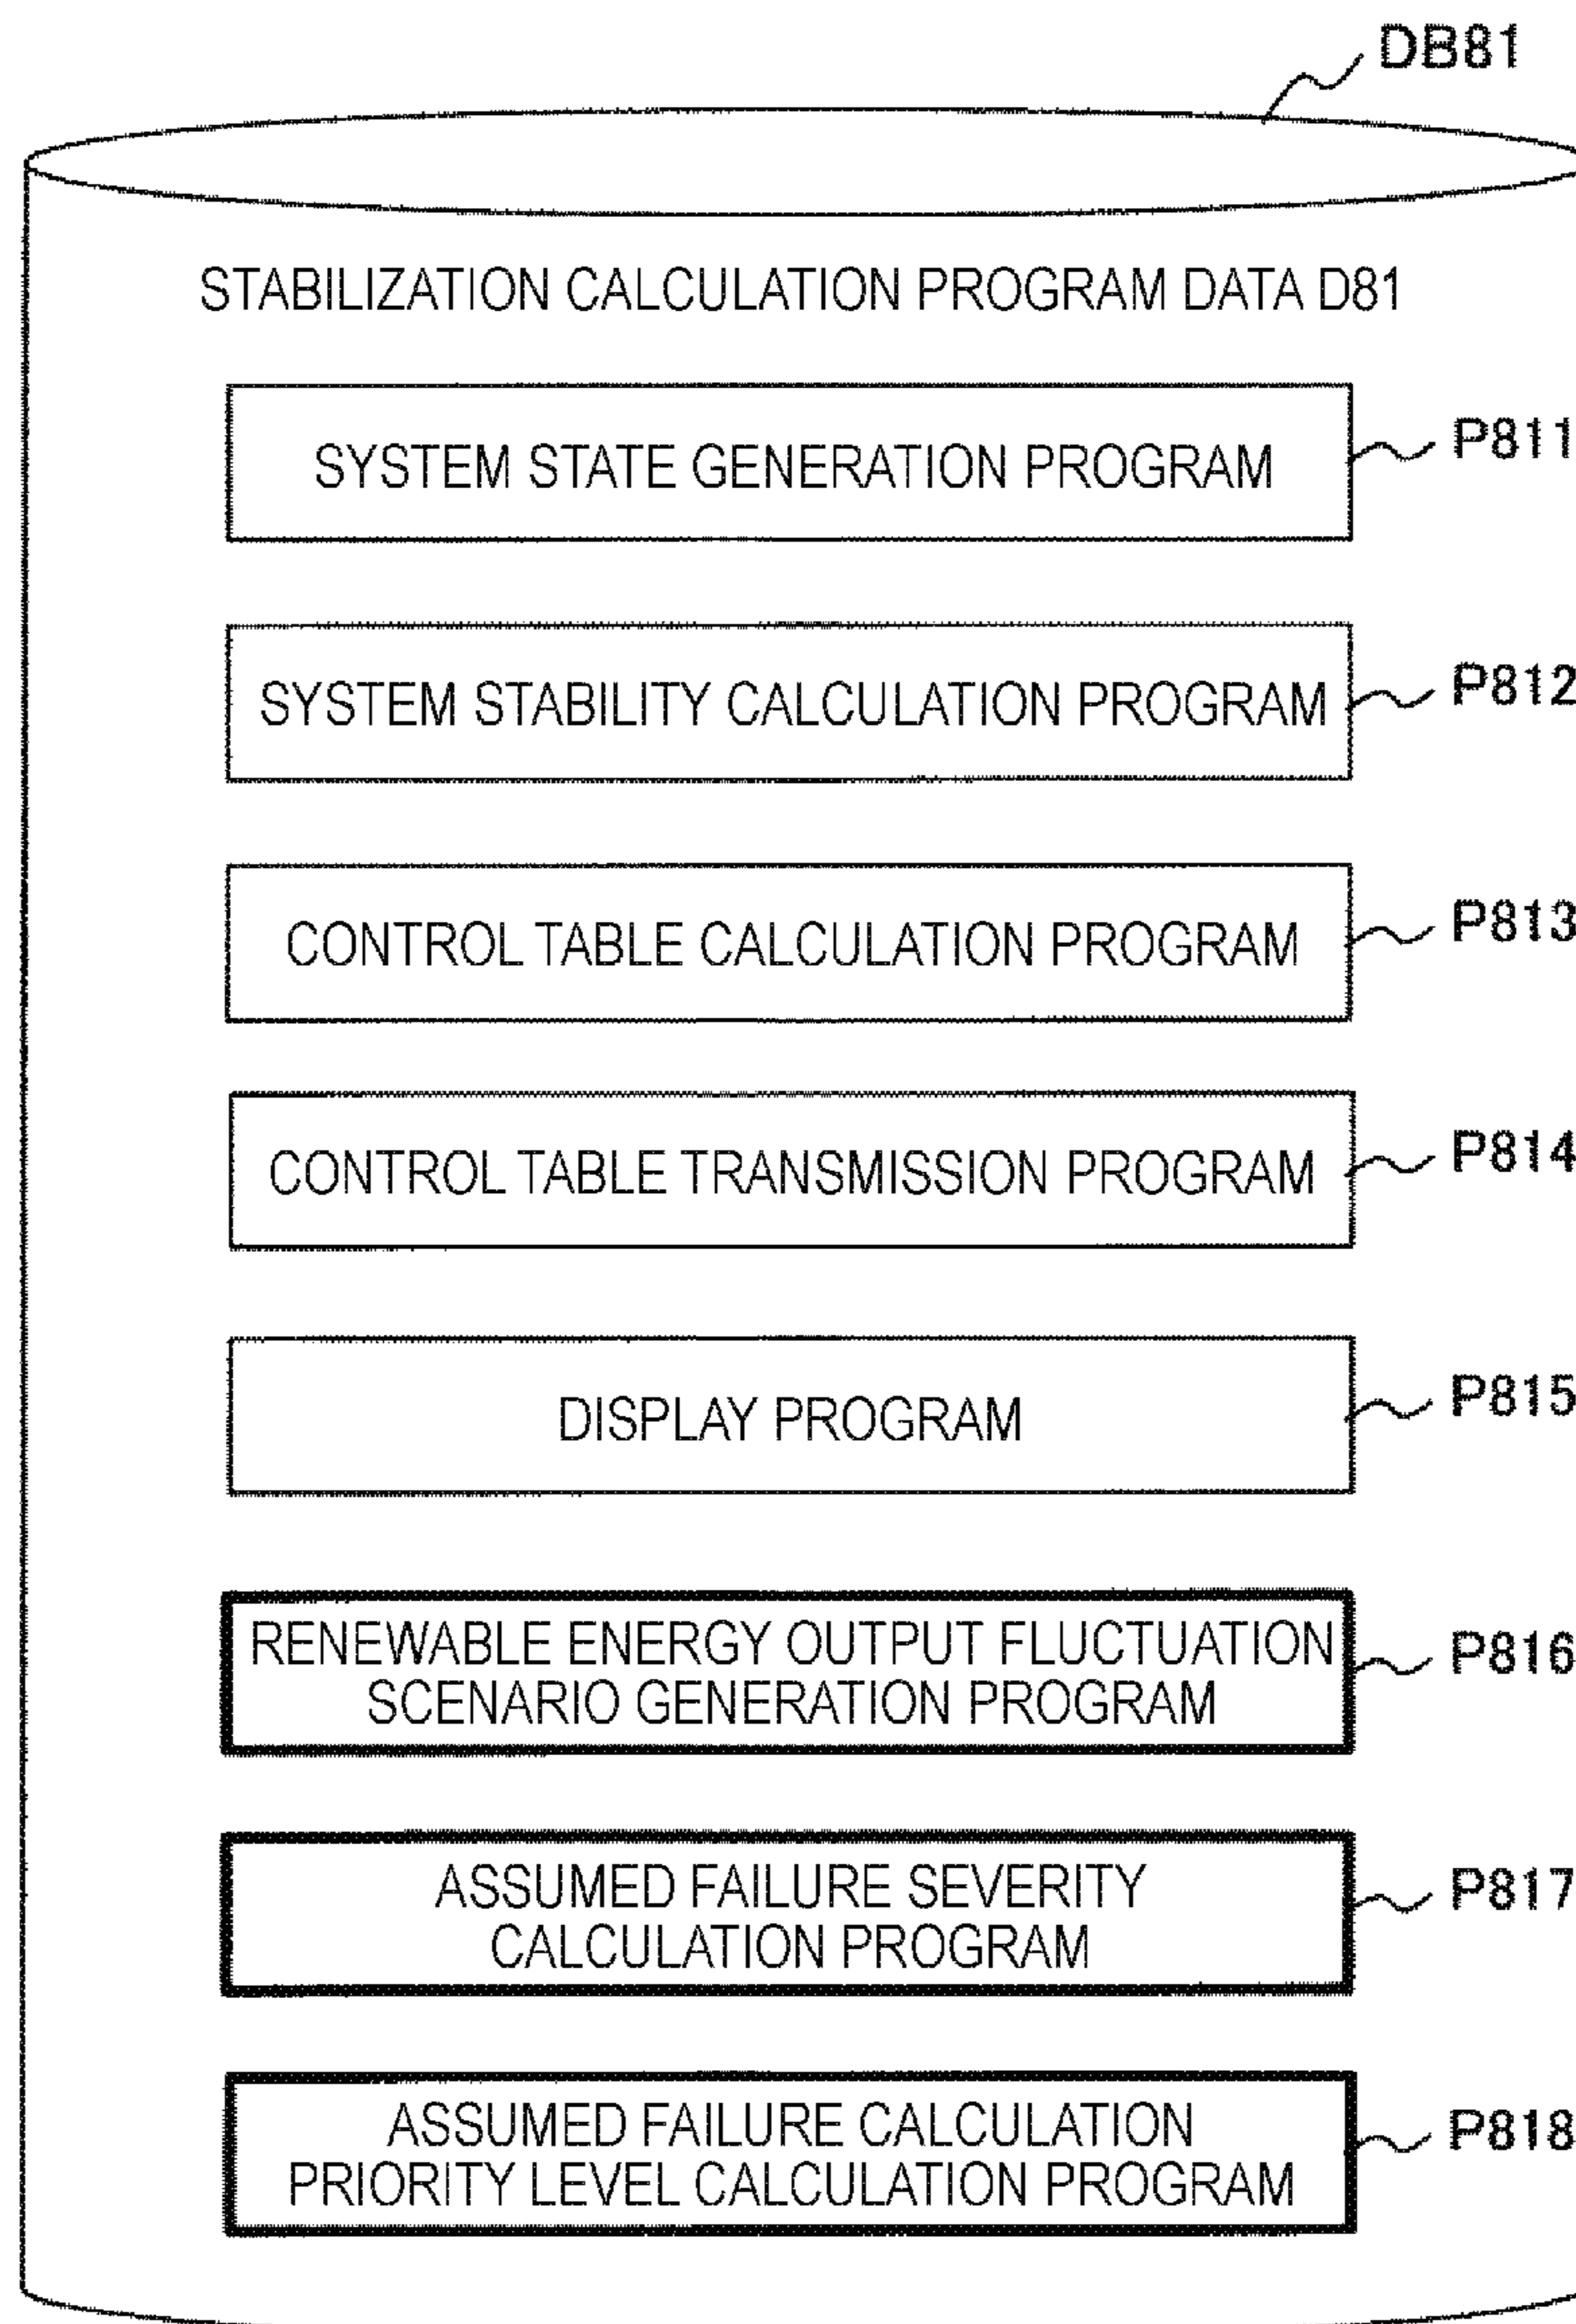 DB81
STABILIZATION CALCULATION PROGRAM DATA D81
SYSTEM STATE GENERATION PROGRAM
P811
SYSTEM STABILITY CALCULATION PROGRAM
P812
CONTROL TABLE CALCULATION PROGRAM
P813
CONTROL TABLE TRANSMISSION PROGRAM
P814
DISPLAY PROGRAM
P815
RENEWABLE ENERGY OUTPUT FLUCTUATION
SCENARIO GENERATION PROGRAM
P816
ASSUMED FAILURE SEVERITY
CALCULATION PROGRAM
P817
ASSUMED FAILURE CALCULATION
PRIORITY LEVEL CALCULATION PROGRAM
P818